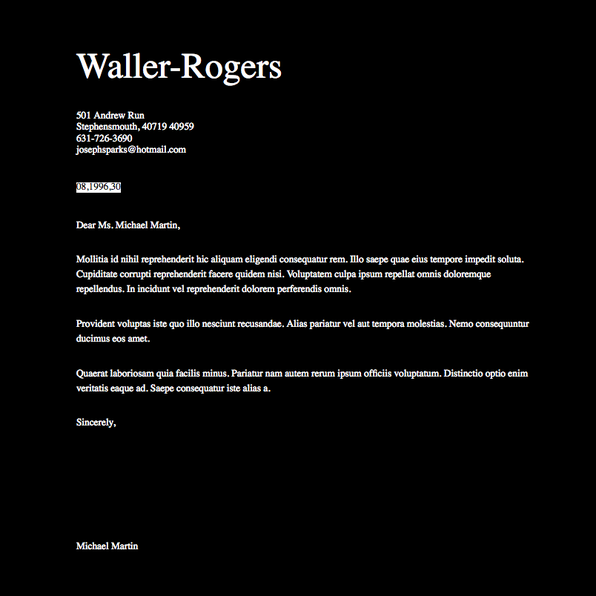 Waller-Rogers
501 Andrew Run
Stephensmouth, 40719 40959
631-726-3690
josephsparks@hotmail.com
08,1996,30
Dear Ms. Michael Martin,
Mollitia id nihil reprehenderit hic aliquam eligendi consequatur rem. Illo saepe quae eius tempore impedit soluta.
Cupiditate corrupti reprehenderit facere quidem nisi. Voluptatem culpa ipsum repellat omnis doloremque
repellendus. In incidunt vel reprehenderit dolorem perferendis omnis.
Provident voluptas iste quo illo nesciunt recusandae. Alias pariatur vel aut tempora molestias. Nemo consequuntur
ducimus eos amet.
Quaerat laboriosam quia facilis minus. Pariatur nam autem rerum ipsum officiis voluptatum. Distinctio optio enim
veritatis eaque ad. Saepe consequatur iste alias a.
Sincerely,
Michael Martin